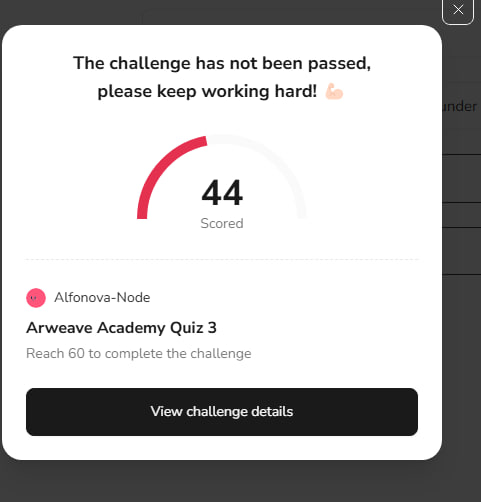 under
The challenge has not been passed,
please keep working hard! 💪🏻
44
Scored
Alfonova-Node
Arweave Academy Quiz 3
Reach 60 to complete the challenge
View challenge details